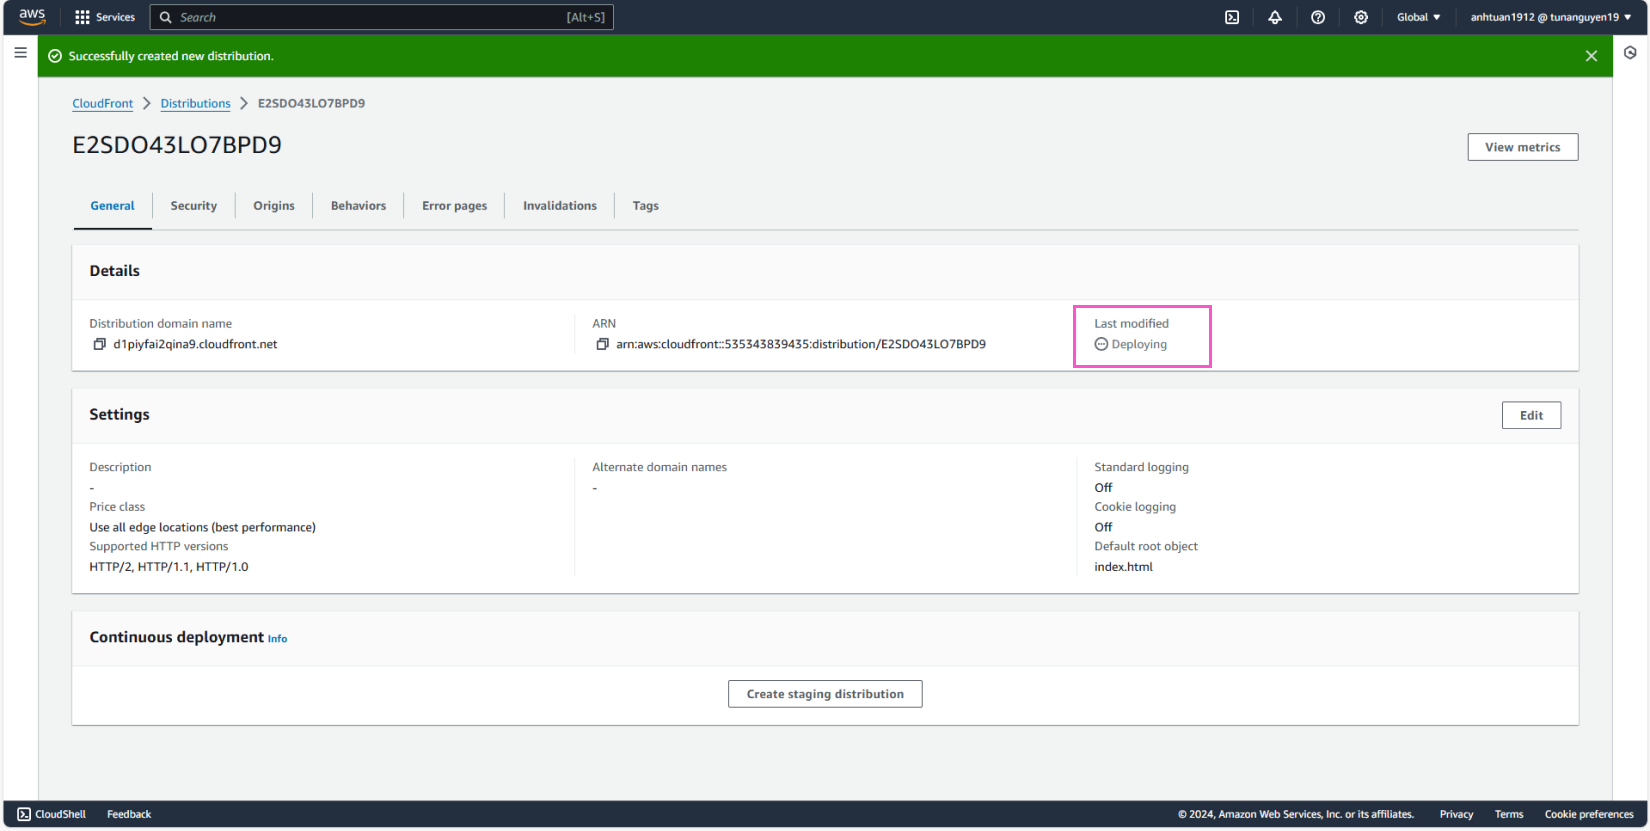 aws
Services
Search
[Alt+S]
Global
anhtuan1912 @ tunanguyen19
Successfully created new distribution.
CloudFront
Distributions
E2SDO43LO7BPD9
E2SDO43LO7BPD9
View metrics
General
Security
Origins
Behaviors
Error pages
Invalidations
Tags
Details
Distribution domain name
d1piyfai2qina9.cloudfront.net
ARN
arn:aws:cloudfront::535343839435:distribution/E2SDO43LO7BPD9
Last modified
Deploying
Settings
Edit
Description
-
Price class
Use all edge locations (best performance)
Supported HTTP versions
HTTP/2, HTTP/1.1, HTTP/1.0
Alternate domain names
-
Standard logging
Off
Cookie logging
Off
Default root object
index.html
Continuous deployment Info
Create staging distribution
CloudShell
Feedback
© 2024, Amazon Web Services, Inc. or its affiliates.
Privacy
Terms
Cookie preferences